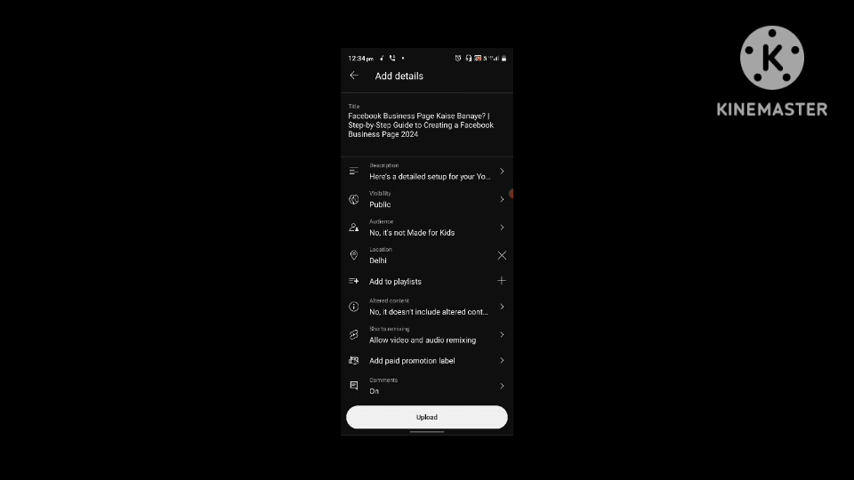 12:34pm
Add details
Title
Facebook Business Page Kaise Banaye? |
Step-by-Step Guide to Creating a Facebook
Business Page 2024
Description
Here's a detailed setup for your Yo...
Visibility
Public
Audience
No, it's not Made for Kids
Location
Delhi
Add to playlists
Altered content
No, it doesn't include altered cont...
Shorts remixing
Allow video and audio remixing
Add paid promotion label
Comments
On
Upload
K
KINEMASTER